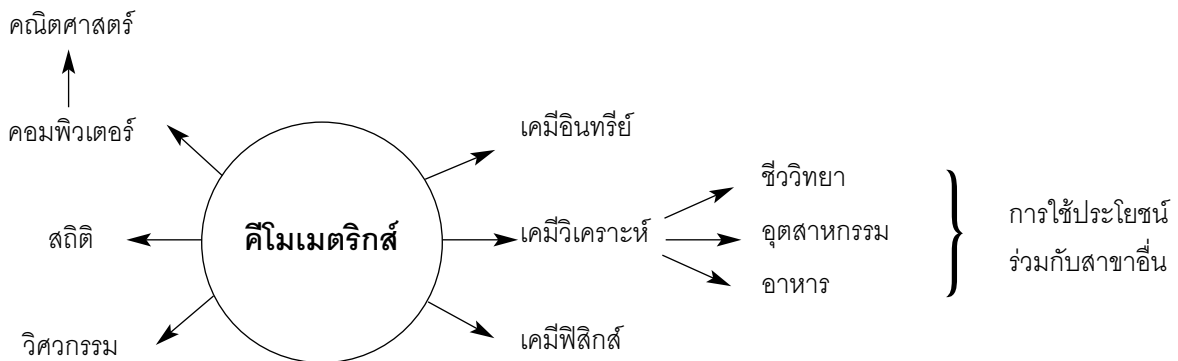 คณิตศาสตร์
คอมพิวเตอร์
สถิติ
วิศวกรรม
คีโมเมตริกส์
เคมีอินทรีย์
เคมีวิเคราะห์
เคมีฟิสิกส์
ชีววิทยา
อุตสาหกรรม
อาหาร
การใช้ประโยชน์
ร่วมกับสาขาอื่น